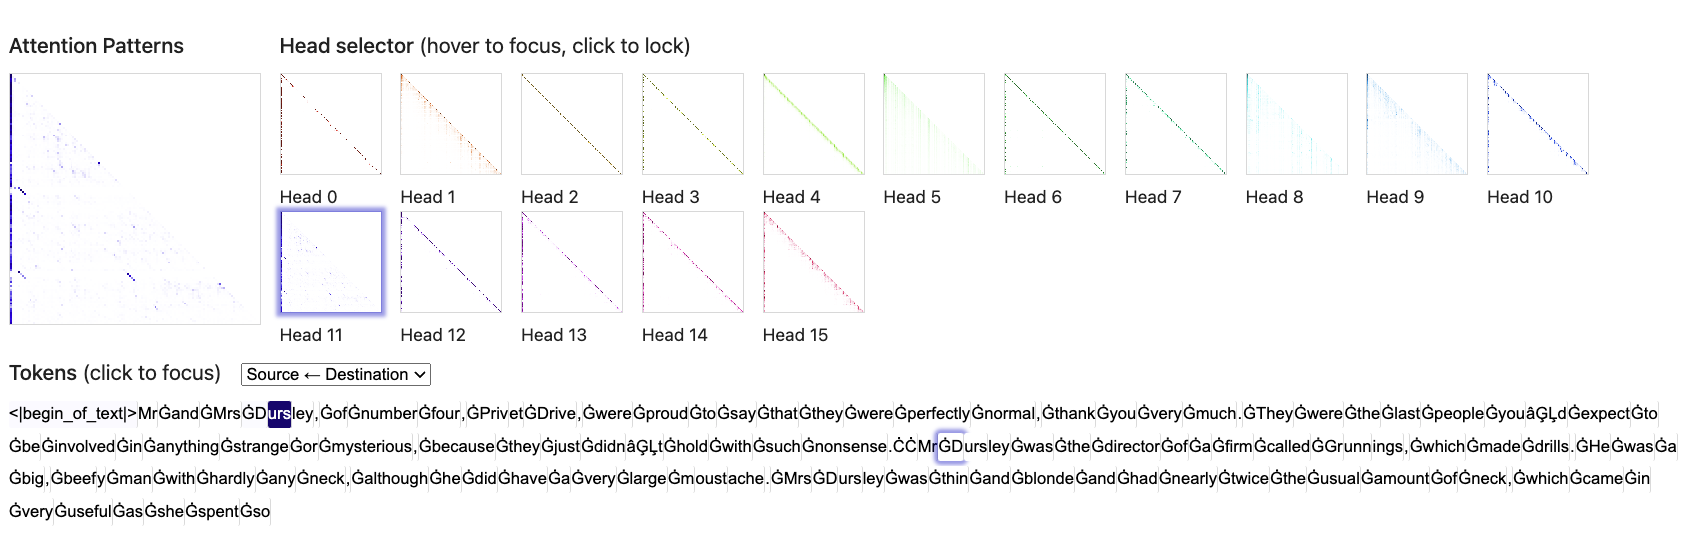 Attention Patterns
Head selector (hover to focus, click to lock)
Head 0 Head 1 Head 2 Head 3 Head 4 Head 5 Head 6 Head 7 Head 8 Head 9 Head 10
Head 11 Head 12 Head 13 Head 14 Head 15
Tokens (click to focus) Source ← Destination
<|begin_of_text|>MrĠandĠMrsĠDursley,ĠofĠnumberĠfour,ĠPrivetĠDrive,ĠwereĠproudĠtoĠsayĠthatĠtheyĠwereĠperfectlyĠnormal,ĠthankĠyouĠveryĠmuch.ĠTheyĠwereĠtheĠlastĠpeopleĠyouâĢĻdĠexpectĠto
ĠbeĠinvolvedĠinĠanythingĠstrangeĠorĠmysterious,ĠbecauseĠtheyĠjustĠdidnâĢĻtĠholdĠwithĠsuchĠnonsense.ĊĊMrĠDursleyĠwasĠtheĠdirectorĠofĠaĠfirmĠcalledĠGrunnings,ĠwhichĠmadeĠdrills.ĠHeĠwasĠa
Ġbig,ĠbeefyĠmanĠwithĠhardlyĠanyĠneck,ĠalthoughĠheĠdidĠhaveĠaĠveryĠlargeĠmoustache.ĠMrsĠDursleyĠwasĠthinĠandĠblondeĠandĠhadĠnearlyĠtwiceĠtheĠusualĠamountĠofĠneck,ĠwhichĠcameĠin
ĠveryĠusefulĠasĠsheĠspentĠso